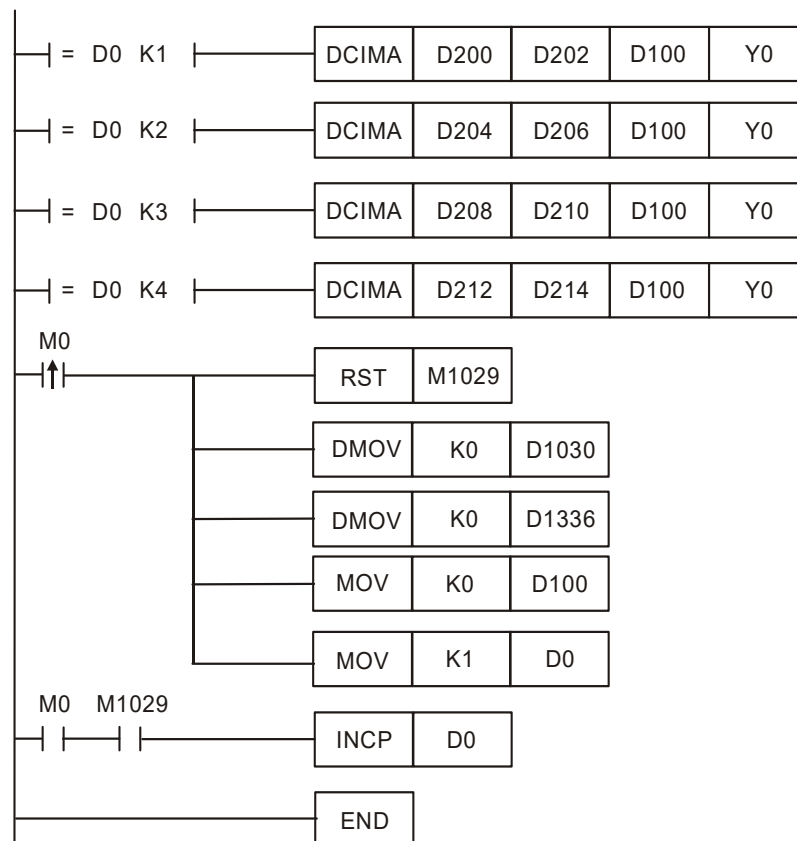 = D0 K1 DCIMA D200 D202 D100 Y0
= D0 K2 DCIMA D204 D206 D100 Y0
= D0 K3 DCIMA D208 D210 D100 Y0
= D0 K4 DCIMA D212 D214 D100 Y0
M0
RST M1029
DMOV K0 D1030
DMOV K0 D1336
MOV K0 D100
MOV K1 D0
M0 M1029
INCP D0
END